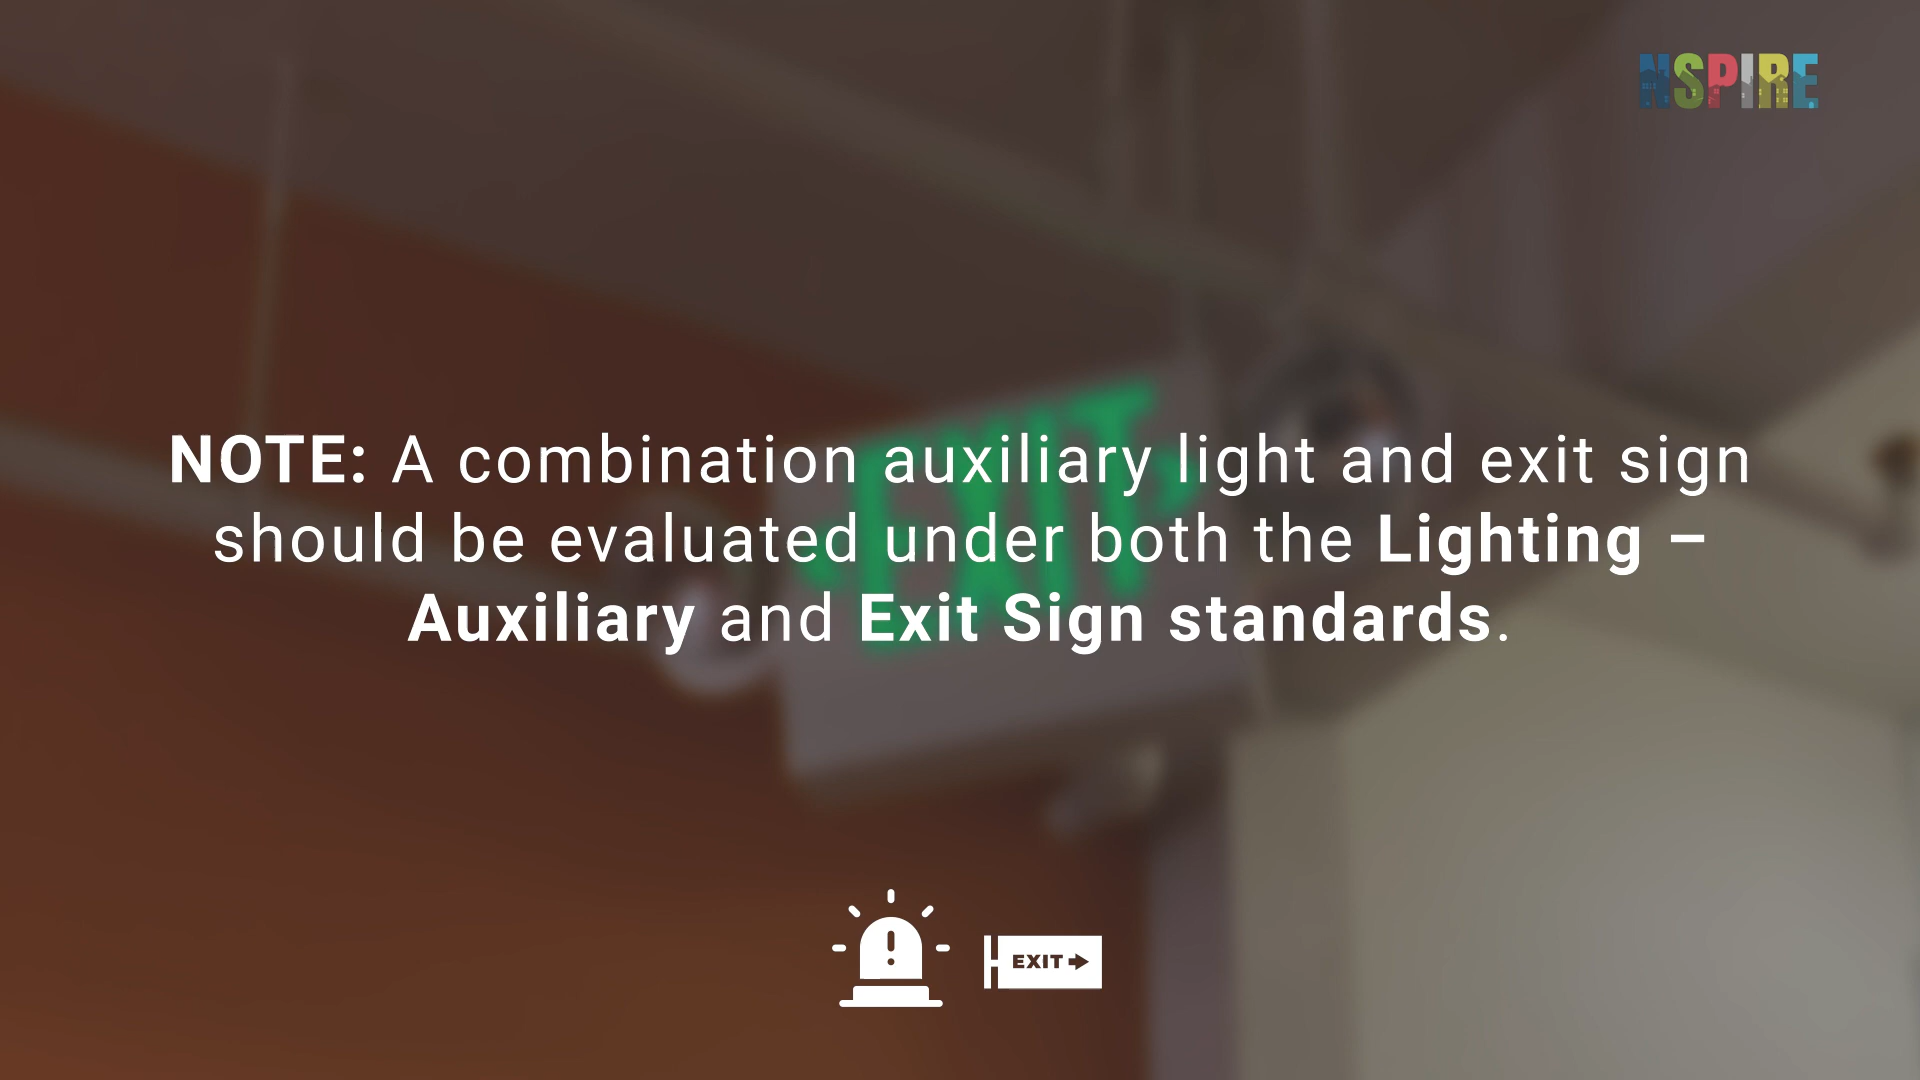 NSPIRE
NOTE: A combination auxiliary light and exit sign
should be evaluated under both the Lighting –
Auxiliary and Exit Sign standards.
EXIT
EXIT